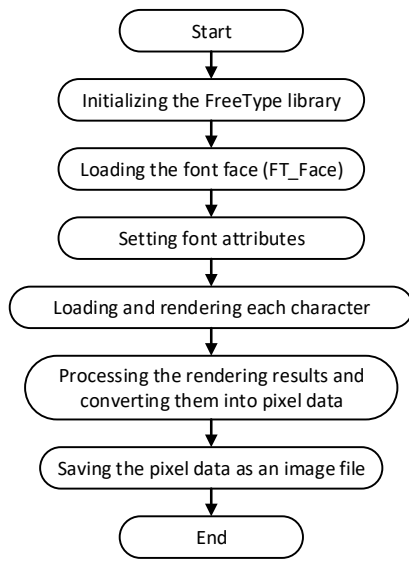 Start
Initializing the FreeType library
Loading the font face (FT_Face)
Setting font attributes
Loading and rendering each character
Processing the rendering results and
converting them into pixel data
Saving the pixel data as an image file
End